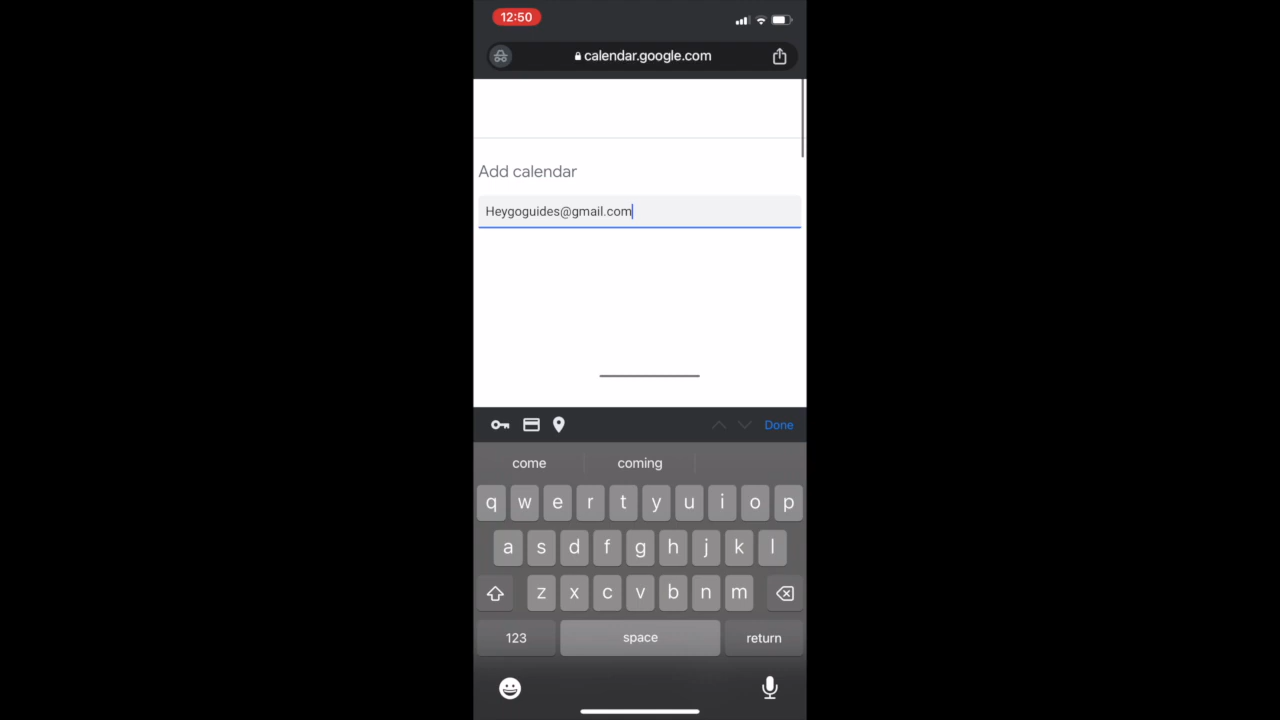 12:50
calendar.google.com
Add calendar
Heygoguides@gmail.com
Done
come coming
q w e r t y u i o p
a s d f g h j k l
z x c v b n m
123 space return